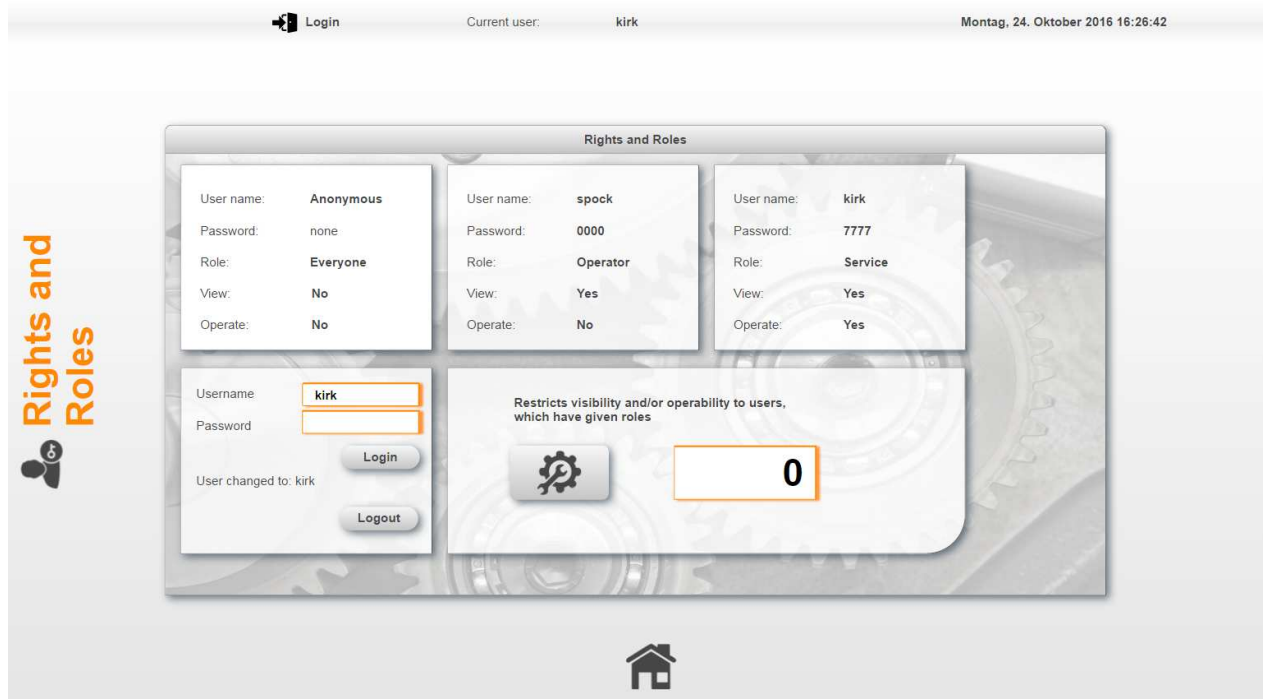 Login
Current user:
kirk
Montag, 24. Oktober 2016 16:26:42
Rights and
Roles
Rights and Roles
User name: Anonymous
Password: none
Role: Everyone
View: No
Operate: No
User name: spock
Password: 0000
Role: Operator
View: Yes
Operate: No
User name: kirk
Password: 7777
Role: Service
View: Yes
Operate: Yes
Username kirk
Password
Login
User changed to: kirk
Logout
Restricts visibility and/or operability to users,
which have given roles
0